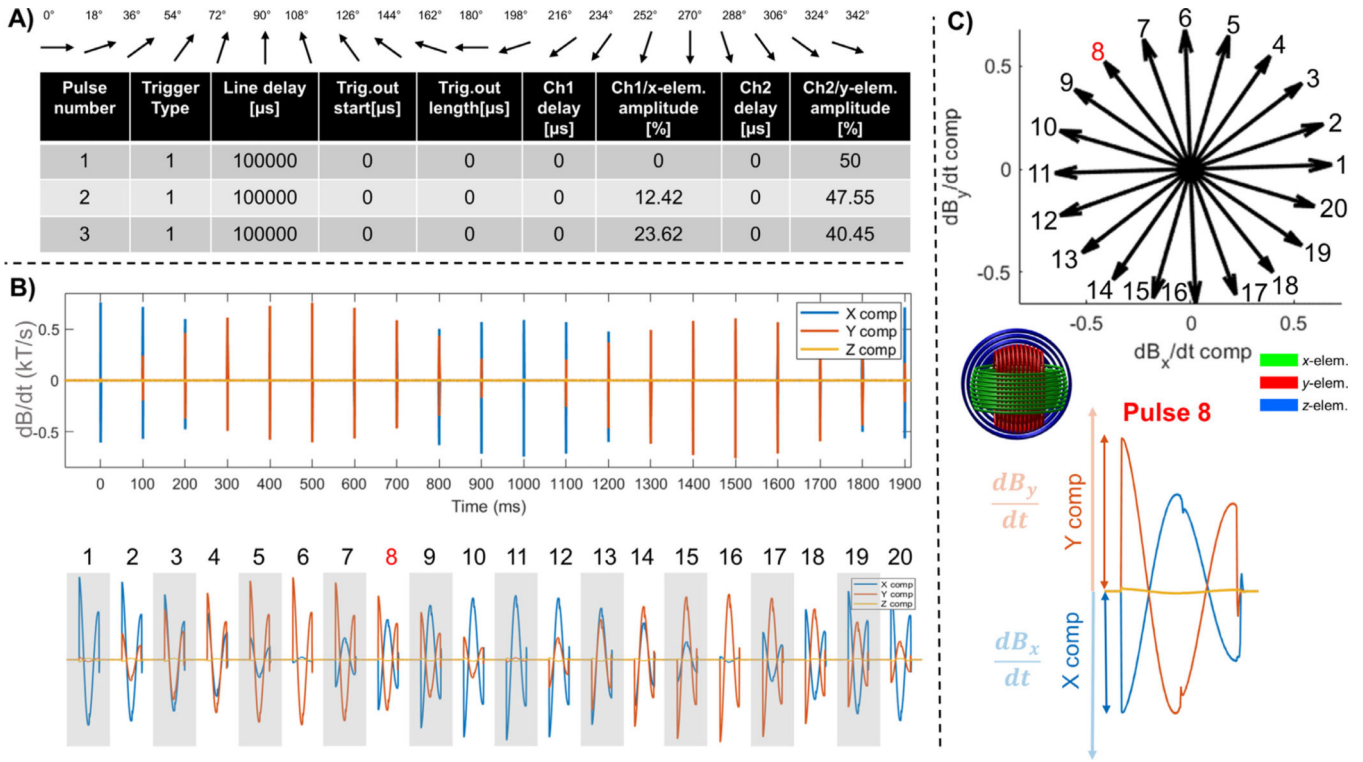 A)
0° 18° 36° 54° 72° 90° 108° 126° 144° 162° 180° 198° 216° 234° 252° 270° 288° 306° 324° 342°
Pulse number Trigger Type Line delay [µs] Trig.out start[µs] Trig.out length[µs] Ch1 delay [µs] Ch1/x-elem. amplitude [%] Ch2 delay [µs] Ch2/y-elem. amplitude [%]
1 1 100000 0 0 0 0 0 50
2 1 100000 0 0 0 12.42 0 47.55
3 1 100000 0 0 0 23.62 0 40.45
B)
dB/dt (kT/s)
0.5
0
-0.5
X comp
Y comp
Z comp
0 100 200 300 400 500 600 700 800 900 1000 1100 1200 1300 1400 1500 1600 1700 1800 1900
Time (ms)
1 2 3 4 5 6 7 8 9 10 11 12 13 14 15 16 17 18 19 20
X comp
Y comp
Z comp
C)
dBy/dt comp
0.5
0
-0.5
1
2
3
4
5
6
7
8
9
10
11
12
13
14
15
16
17
18
19
20
-0.5 0 0.5
dBx/dt comp
x-elem.
y-elem.
z-elem.
Pulse 8
dBy
dt
Y comp
dBx
dt
X comp